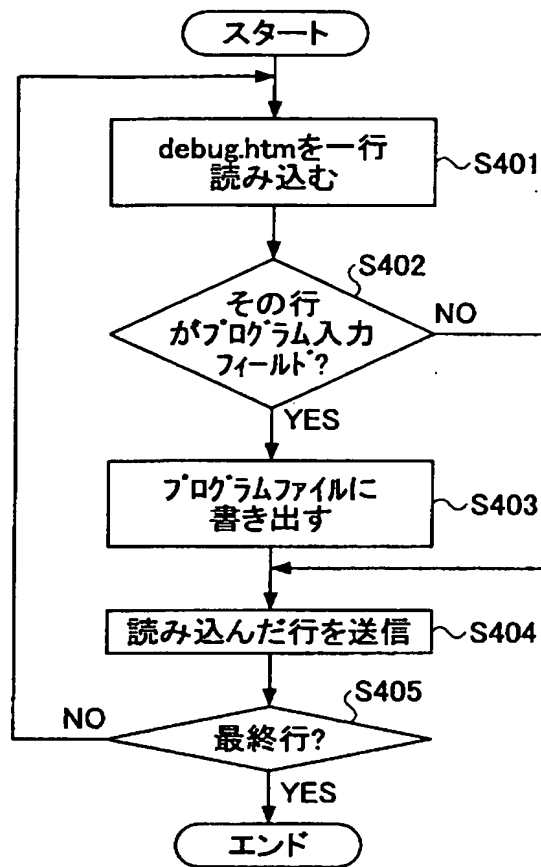 スタート
debug.htmを一行
読み込む
S401
S402
その行
がプログラム入力
フィールド?
NO
YES
プログラムファイルに
書き出す
S403
読み込んだ行を送信
S404
S405
NO
最終行?
YES
エンド